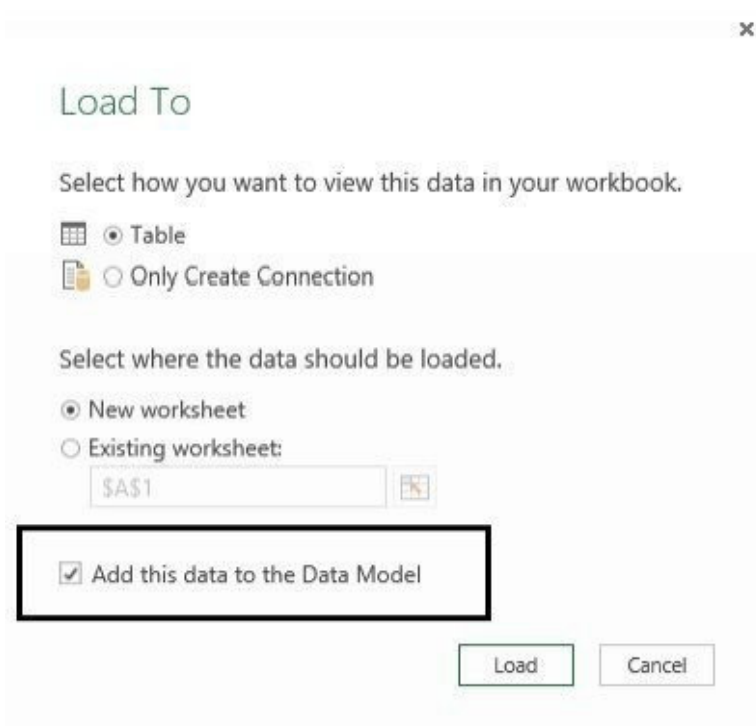 Load To
Select how you want to view this data in your workbook.
Table
Only Create Connection
Select where the data should be loaded.
New worksheet
Existing worksheet:
$A$1
Add this data to the Data Model
Load
Cancel